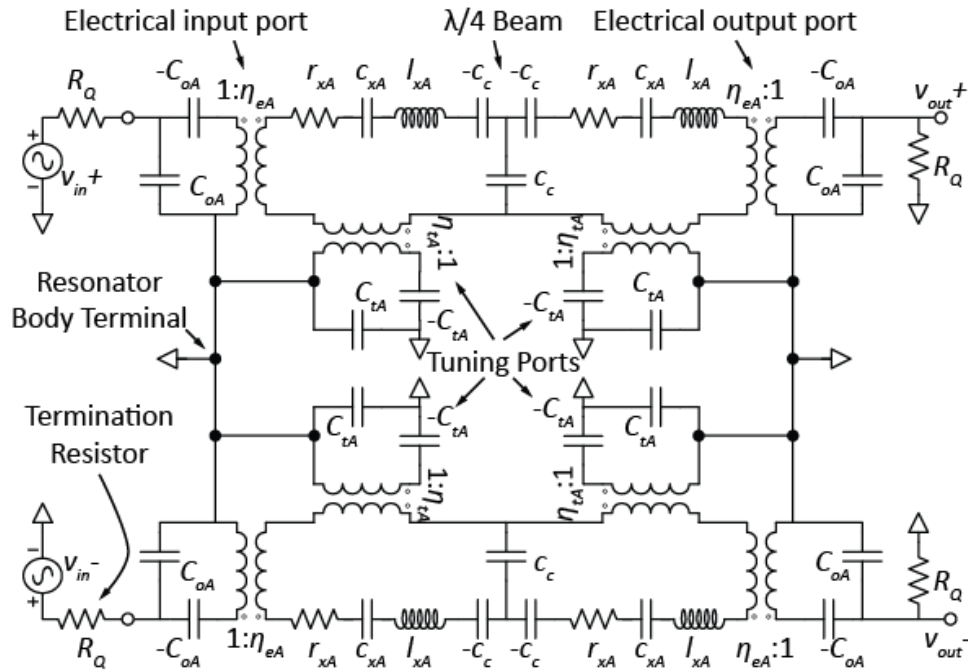 Electrical input port
λ/4 Beam
Electrical output port
R_Q
-C_oA
1:η_eA
r_xA
c_xA
l_xA
-c_c
-c_c
r_xA
c_xA
l_xA
η_eA:1
-C_oA
v_out+
v_in+
C_oA
c_c
C_oA
R_Q
η_tA:1
1:η_tA
Resonator
Body Terminal
C_tA
-C_tA
-C_tA
C_tA
Tuning Ports
Termination
Resistor
C_tA
-C_tA
-C_tA
C_tA
1:η_tA
η_tA:1
v_in-
C_oA
c_c
C_oA
R_Q
R_Q
-C_oA
1:η_eA
r_xA
c_xA
l_xA
-c_c
-c_c
r_xA
c_xA
l_xA
η_eA:1
-C_oA
v_out-